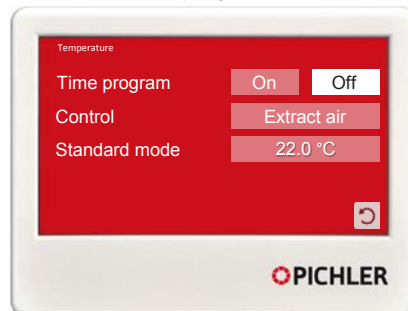 Temperature
Time program On Off
Control Extract air
Standard mode 22.0 °C
PICHLER